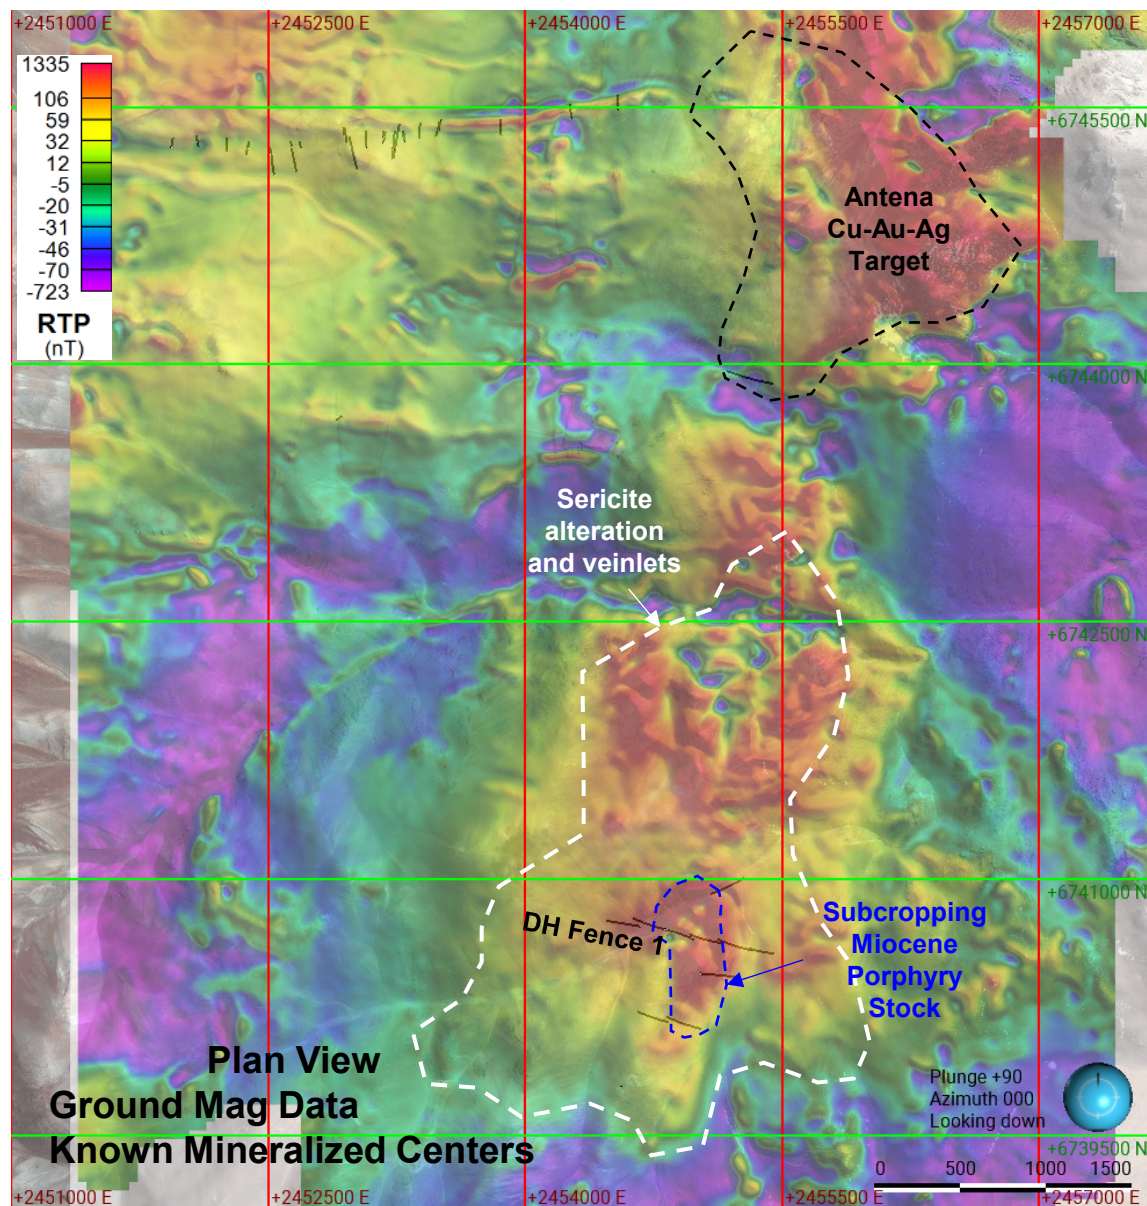 +2451000 E
+2452500 E
+2454000 E
+2455500 E
+2457000 E
1335
106
59
32
12
-5
-20
-31
-46
-70
-723
RTP
(nT)
+6745500 N
Antena
Cu-Au-Ag
Target
+6744000 N
Sericite
alteration
and veinlets
+6742500 N
+6741000 N
DH Fence 1
Subcropping
Miocene
Porphyry
Stock
Plan View
Ground Mag Data
Known Mineralized Centers
Plunge +90
Azimuth 000
Looking down
+6739500 N
0 500 1000 1500
+2451000 E
+2452500 E
+2454000 E
+2455500 E
+2457000 E